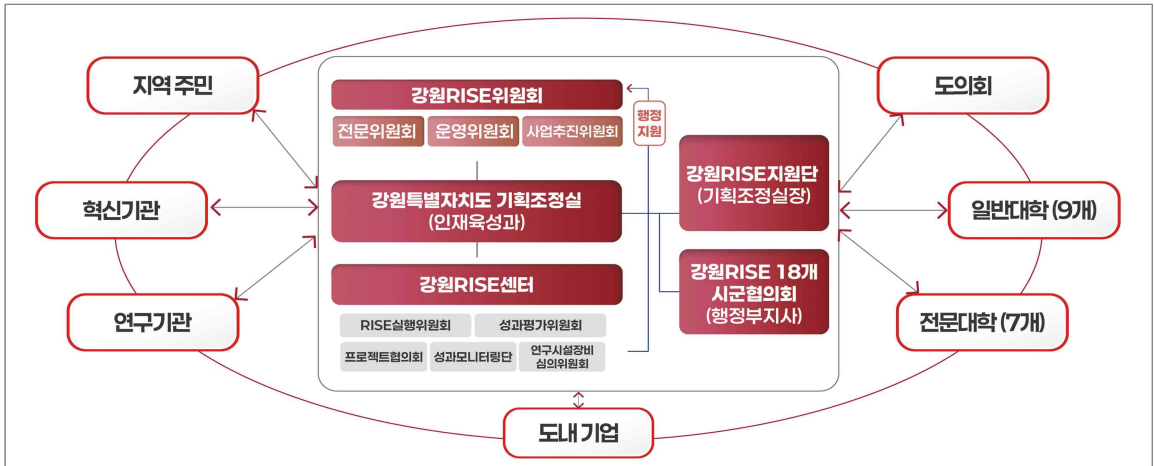 지역 주민
혁신기관
연구기관
강원RISE위원회
전문위원회
운영위원회
사업추진위원회
행정
지원
강원특별자치도 기획조정실
(인재육성과)
강원RISE센터
RISE실행위원회
성과평가위원회
프로젝트협의회
성과모니터링단
연구시설장비
심의위원회
강원RISE지원단
(기획조정실장)
강원RISE 18개
시군협의회
(행정부지사)
도의회
일반대학 (9개)
전문대학 (7개)
도내 기업